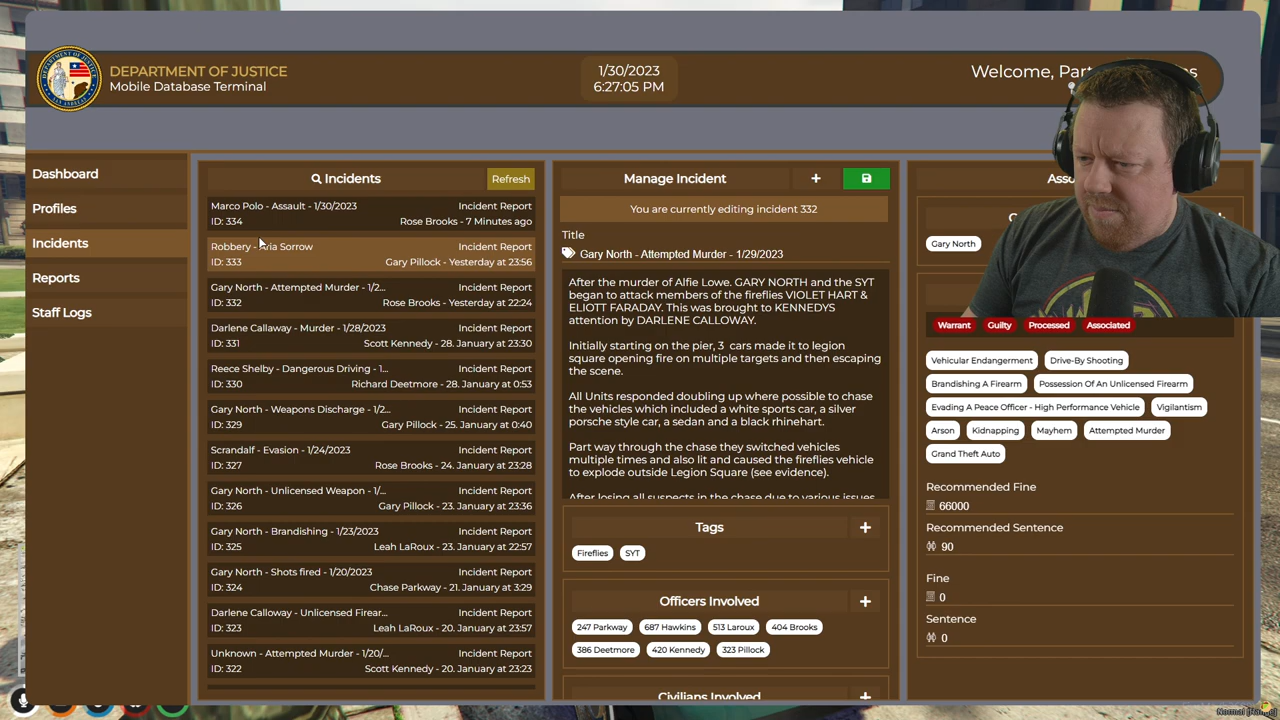 DEPARTMENT OF JUSTICE
Mobile Database Terminal
1/30/2023
6:27:05 PM
Welcome,
Dashboard
Profiles
Incidents
Reports
Staff Logs
Incidents
Refresh
Marco Polo - Assault - 1/30/2023 Incident Report
ID: 334 Rose Brooks - 7 Minutes ago
Robbery - Sorrow Incident Report
ID: 333 Gary Pillock - Yesterday at 23:56
Gary North - Attempted Murder - 1/2... Incident Report
ID: 332 Rose Brooks - Yesterday at 22:24
Darlene Callaway - Murder - 1/28/2023 Incident Report
ID: 331 Scott Kennedy - 28. January at 23:30
Reece Shelby - Dangerous Driving - 1... Incident Report
ID: 330 Richard Deetmore - 28. January at 0:53
Gary North - Weapons Discharge - 1/2... Incident Report
ID: 329 Gary Pillock - 25. January at 0:40
Scrandalf - Evasion - 1/24/2023 Incident Report
ID: 327 Rose Brooks - 24. January at 23:28
Gary North - Unlicensed Weapon - 1/... Incident Report
ID: 326 Gary Pillock - 23. January at 23:36
Gary North - Brandishing - 1/23/2023 Incident Report
ID: 325 Leah LaRoux - 23. January at 22:57
Gary North - Shots fired - 1/20/2023 Incident Report
ID: 324 Chase Parkway - 21. January at 3:29
Darlene Calloway - Unlicensed Firear... Incident Report
ID: 323 Leah LaRoux - 20. January at 23:57
Unknown - Attempted Murder - 1/20/... Incident Report
ID: 322 Scott Kennedy - 20. January at 23:23
Manage Incident
You are currently editing incident 332
Title
Gary North - Attempted Murder - 1/29/2023
After the murder of Alfie Lowe. GARY NORTH and the SYT
began to attack members of the fireflies VIOLET HART &
ELIOTT FARADAY. This was brought to KENNEDYS
attention by DARLENE CALLOWAY.
Initially starting on the pier, 3 cars made it to legion
square opening fire on multiple targets and then escaping
the scene.
All Units responded doubling up where possible to chase
the vehicles which included a white sports car, a silver
porsche style car, a sedan and a black rhinehart.
Part way through the chase they switched vehicles
multiple times and also lit and caused the fireflies vehicle
to explode outside Legion Square (see evidence).
After losing all suspects in the chase due to various issues
Tags
Fireflies SYT
Officers Involved
247 Parkway 687 Hawkins 513 Laroux 404 Brooks
386 Deetmore 420 Kennedy 323 Pillock
Civilians Involved
Gary North
Warrant Guilty Processed Associated
Vehicular Endangerment Drive-By Shooting
Brandishing A Firearm Possession Of An Unlicensed Firearm
Evading A Peace Officer - High Performance Vehicle Vigilantism
Arson Kidnapping Mayhem Attempted Murder
Grand Theft Auto
Recommended Fine
66000
Recommended Sentence
90
Fine
0
Sentence
0